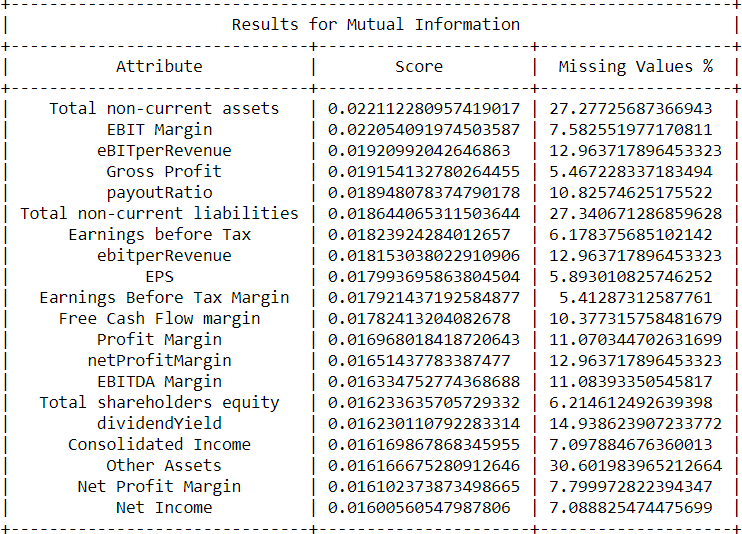 Results for Mutual Information
Attribute | Score | Missing Values %
Total non-current assets | 0.022112280957419017 | 27.27725687366943
EBIT Margin | 0.022054091974503587 | 7.582551977170811
eBITperRevenue | 0.01920992042646863 | 12.963717896453323
Gross Profit | 0.019154132780264455 | 5.467228337183494
payoutRatio | 0.018948078374790178 | 10.82574625175522
Total non-current liabilities | 0.018644065311503644 | 27.340671286859628
Earnings before Tax | 0.01823924284012657 | 6.178375685102142
ebitperRevenue | 0.018153038022910906 | 12.963717896453323
EPS | 0.017993695863804504 | 5.893010825746252
Earnings Before Tax Margin | 0.017921437192584877 | 5.41287312587761
Free Cash Flow margin | 0.01782413204082678 | 10.377315758481679
Profit Margin | 0.016968018418720643 | 11.070344702631699
netProfitMargin | 0.01651437783387477 | 12.963717896453323
EBITDA Margin | 0.016334752774368688 | 11.08393350545817
Total shareholders equity | 0.016233635705729332 | 6.214612492639398
dividendYield | 0.016230110792283314 | 14.938623907233772
Consolidated Income | 0.016169867868345955 | 7.097884676360013
Other Assets | 0.016166675280912646 | 30.601983965212664
Net Profit Margin | 0.016102373873498665 | 7.799972822394347
Net Income | 0.01600560547987806 | 7.088825474475699